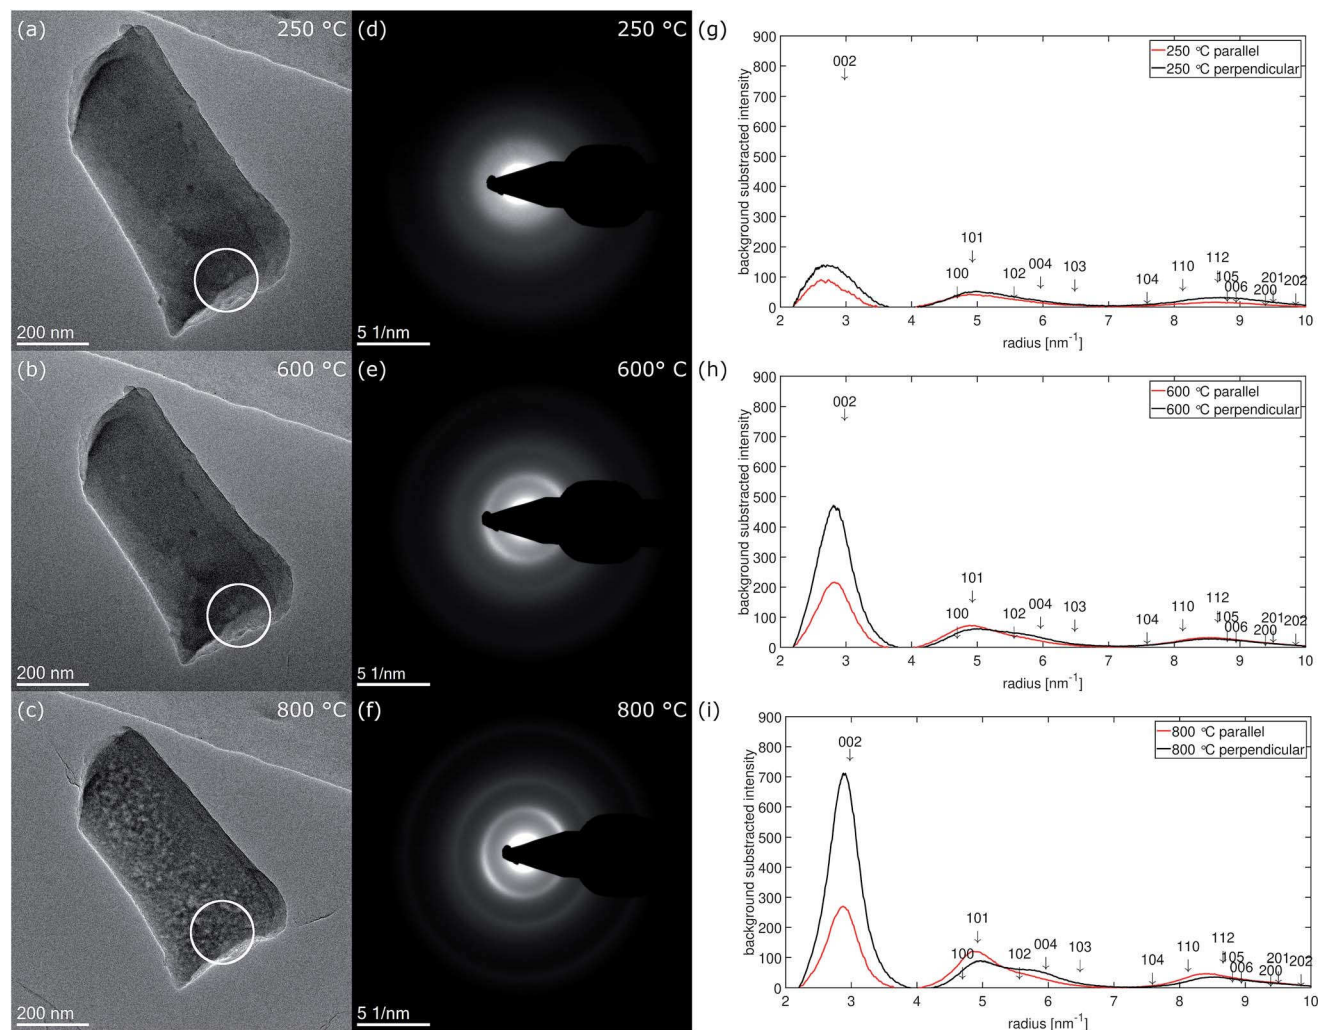 (a) 250 °C
200 nm
(d) 250 °C
5 1/nm
(g)
background substracted intensity
900
800
700
600
500
400
300
200
100
0
002
101
100
102
004
103
104
110
112
105
006
201
200
202
250 °C parallel
250 °C perpendicular
2 3 4 5 6 7 8 9 10
radius [nm⁻¹]
(b) 600 °C
200 nm
(e) 600° C
5 1/nm
(h)
background substracted intensity
900
800
700
600
500
400
300
200
100
0
002
101
100
102
004
103
104
110
112
105
006
201
200
202
600 °C parallel
600 °C perpendicular
2 3 4 5 6 7 8 9 10
radius [nm⁻¹]
(c) 800 °C
200 nm
(f) 800 °C
5 1/nm
(i)
background substracted intensity
900
800
700
600
500
400
300
200
100
0
002
101
100
102
004
103
104
110
112
105
006
201
200
202
800 °C parallel
800 °C perpendicular
2 3 4 5 6 7 8 9 10
radius [nm⁻¹]